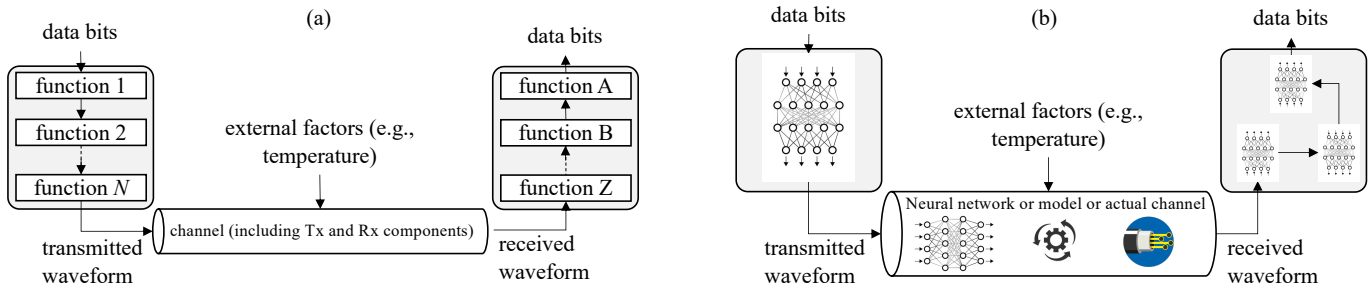 (a)
data bits
function 1
function 2
function N
transmitted
waveform
external factors (e.g.,
temperature)
channel (including Tx and Rx components)
data bits
function A
function B
function Z
received
waveform
(b)
data bits
transmitted
waveform
external factors (e.g.,
temperature)
Neural network or model or actual channel
data bits
received
waveform